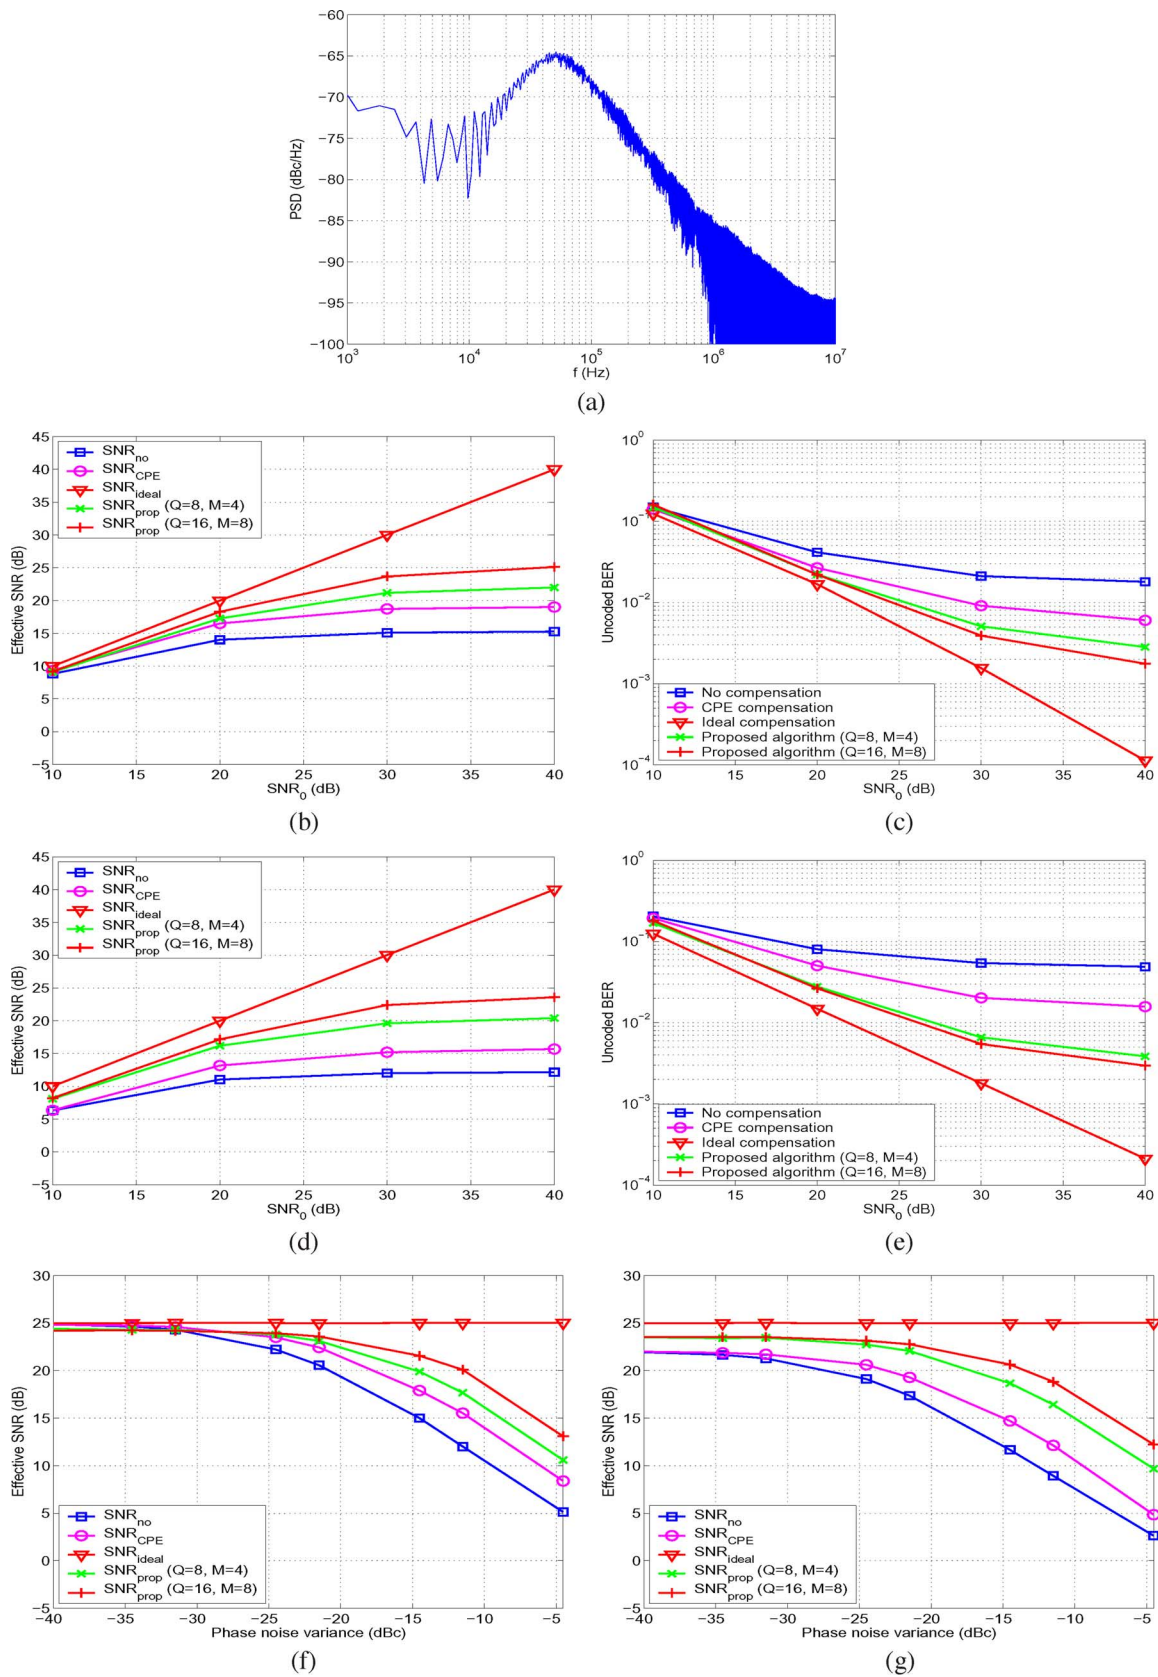 −60
−65
−70
−75
−80
−85
−90
−95
−100
PSD (dBc/Hz)
10^3 10^4 10^5 10^6 10^7
f (Hz)
(a)
45
40
35
30
25
20
15
10
5
0
−5
Effective SNR (dB)
SNR_no
SNR_CPE
SNR_ideal
SNR_prop (Q=8, M=4)
SNR_prop (Q=16, M=8)
10 15 20 25 30 35 40
SNR_0 (dB)
(b)
10^0
10^−1
10^−2
10^−3
10^−4
Uncoded BER
No compensation
CPE compensation
Ideal compensation
Proposed algorithm (Q=8, M=4)
Proposed algorithm (Q=16, M=8)
10 15 20 25 30 35 40
SNR_0 (dB)
(c)
45
40
35
30
25
20
15
10
5
0
−5
Effective SNR (dB)
SNR_no
SNR_CPE
SNR_ideal
SNR_prop (Q=8, M=4)
SNR_prop (Q=16, M=8)
10 15 20 25 30 35 40
SNR_0 (dB)
(d)
10^0
10^−1
10^−2
10^−3
10^−4
Uncoded BER
No compensation
CPE compensation
Ideal compensation
Proposed algorithm (Q=8, M=4)
Proposed algorithm (Q=16, M=8)
10 15 20 25 30 35 40
SNR_0 (dB)
(e)
30
25
20
15
10
5
0
−5
Effective SNR (dB)
SNR_no
SNR_CPE
SNR_ideal
SNR_prop (Q=8, M=4)
SNR_prop (Q=16, M=8)
−40 −35 −30 −25 −20 −15 −10 −5
Phase noise variance (dBc)
(f)
30
25
20
15
10
5
0
−5
Effective SNR (dB)
SNR_no
SNR_CPE
SNR_ideal
SNR_prop (Q=8, M=4)
SNR_prop (Q=16, M=8)
−40 −35 −30 −25 −20 −15 −10 −5
Phase noise variance (dBc)
(g)